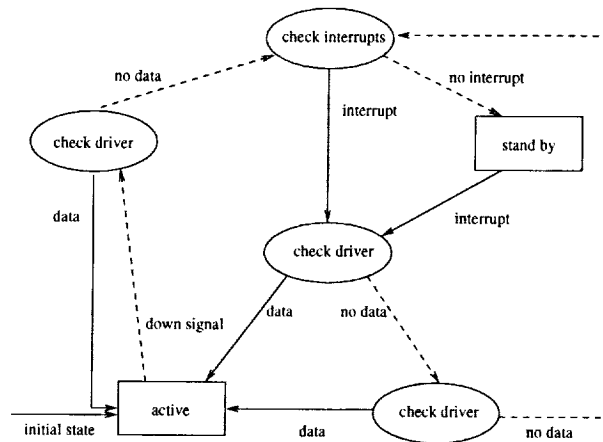 check interrupts
no data
no interrupt
interrupt
check driver
stand by
data
interrupt
check driver
down signal
data
no data
active
check driver
initial state
data
no data